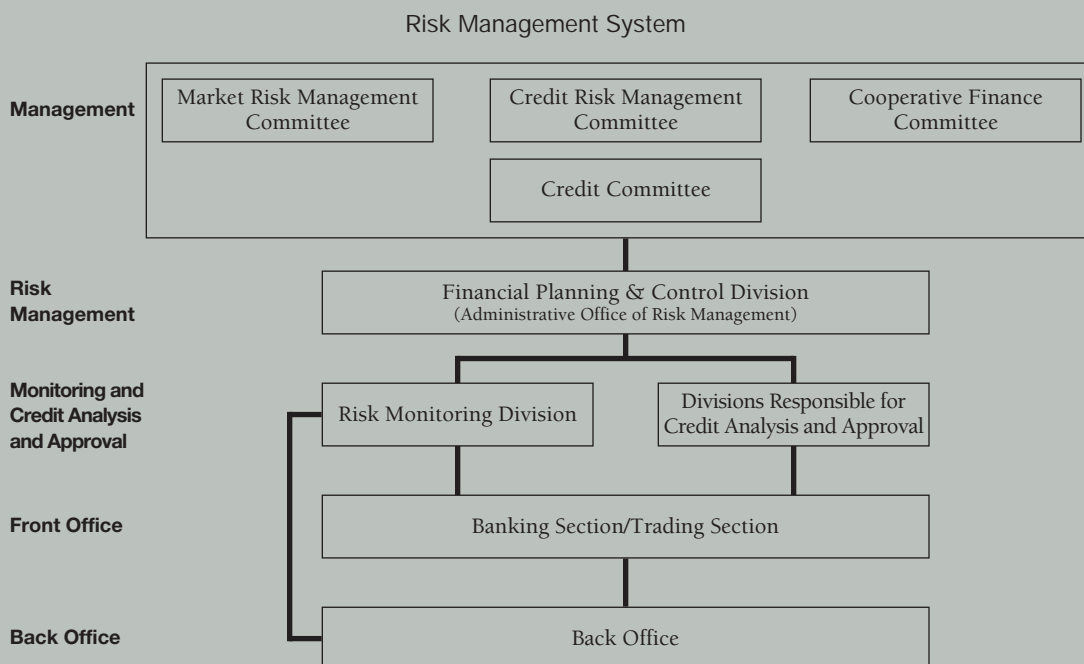 Risk Management System
Management
Market Risk Management
Committee
Credit Risk Management
Committee
Cooperative Finance
Committee
Credit Committee
Risk
Management
Financial Planning & Control Division
(Administrative Office of Risk Management)
Monitoring and
Credit Analysis
and Approval
Risk Monitoring Division
Divisions Responsible for
Credit Analysis and Approval
Front Office
Banking Section/Trading Section
Back Office
Back Office